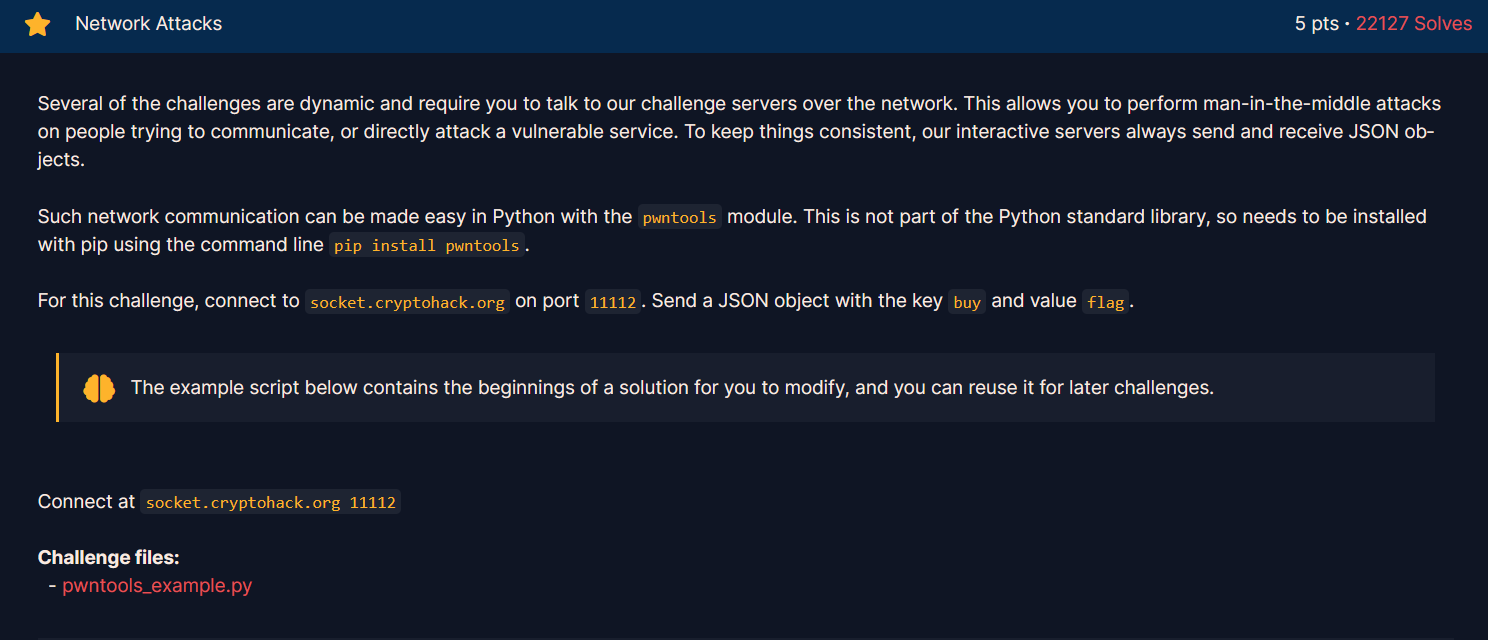 Network Attacks
5 pts · 22127 Solves
Several of the challenges are dynamic and require you to talk to our challenge servers over the network. This allows you to perform man-in-the-middle attacks
on people trying to communicate, or directly attack a vulnerable service. To keep things consistent, our interactive servers always send and receive JSON ob-
jects.
Such network communication can be made easy in Python with the pwntools module. This is not part of the Python standard library, so needs to be installed
with pip using the command line pip install pwntools.
For this challenge, connect to socket.cryptohack.org on port 11112. Send a JSON object with the key buy and value flag.
The example script below contains the beginnings of a solution for you to modify, and you can reuse it for later challenges.
Connect at socket.cryptohack.org 11112
Challenge files:
- pwntools_example.py